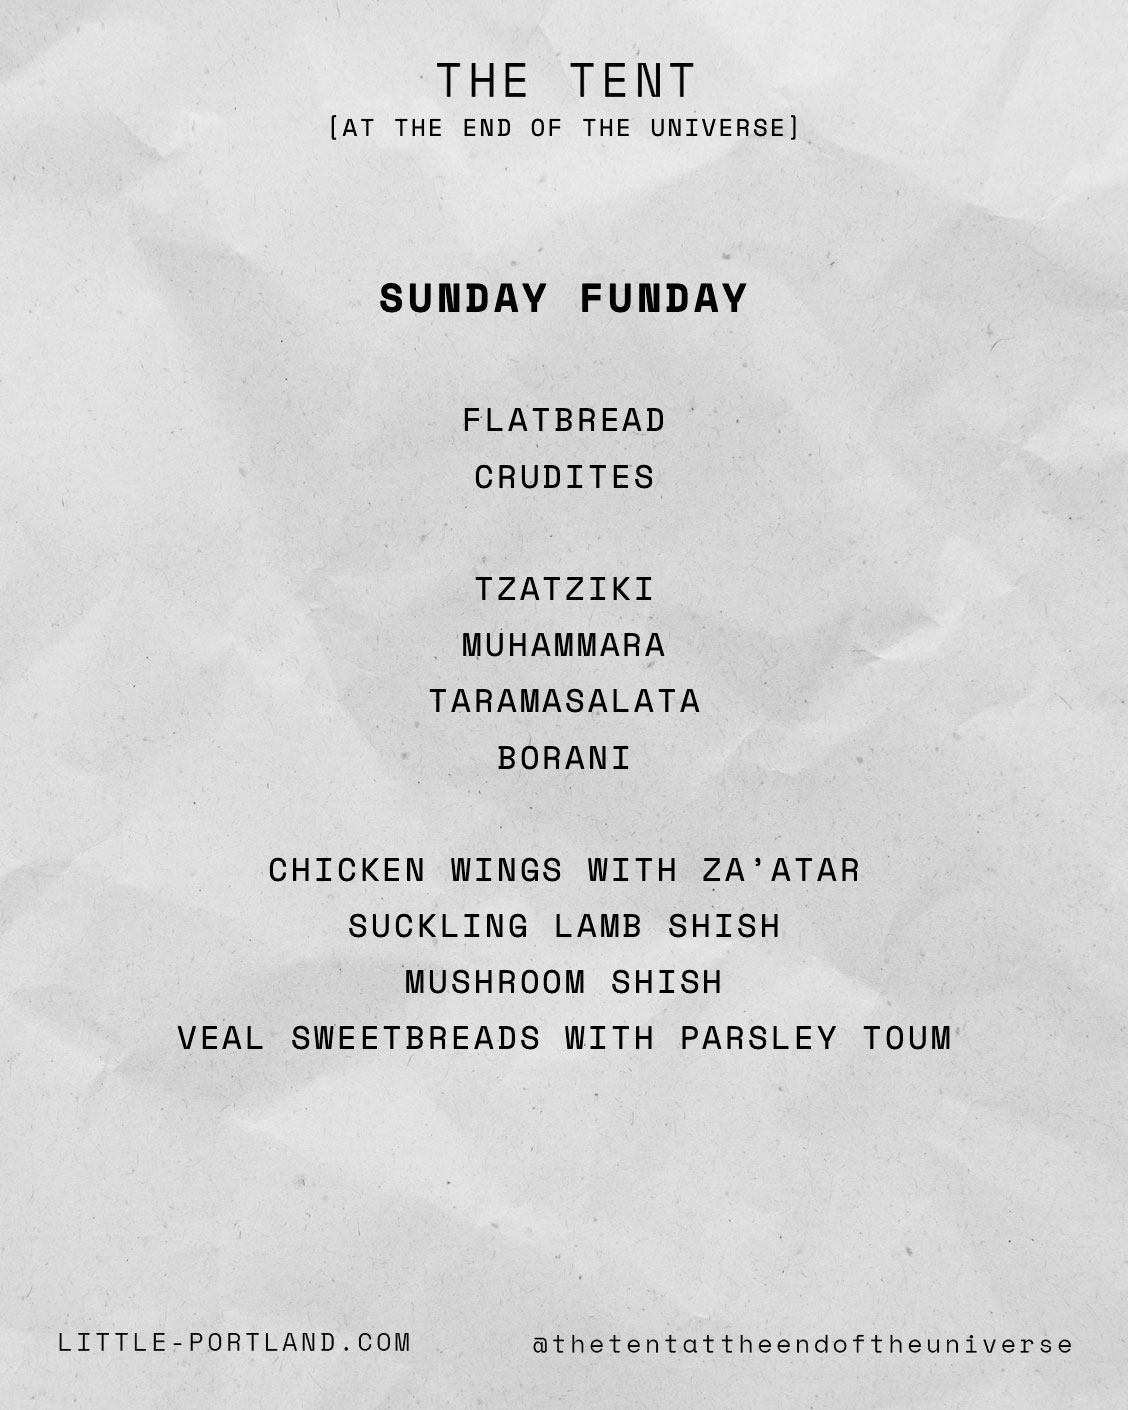 THE TENT
[AT THE END OF THE UNIVERSE]
SUNDAY FUNDAY
FLATBREAD
CRUDITES
TZATZIKI
MUHAMMARA
TARAMASALATA
BORANI
CHICKEN WINGS WITH ZA’ATAR
SUCKLING LAMB SHISH
MUSHROOM SHISH
VEAL SWEETBREADS WITH PARSLEY TOUM
LITTLE-PORTLAND.COM
@thetentattheendoftheuniverse